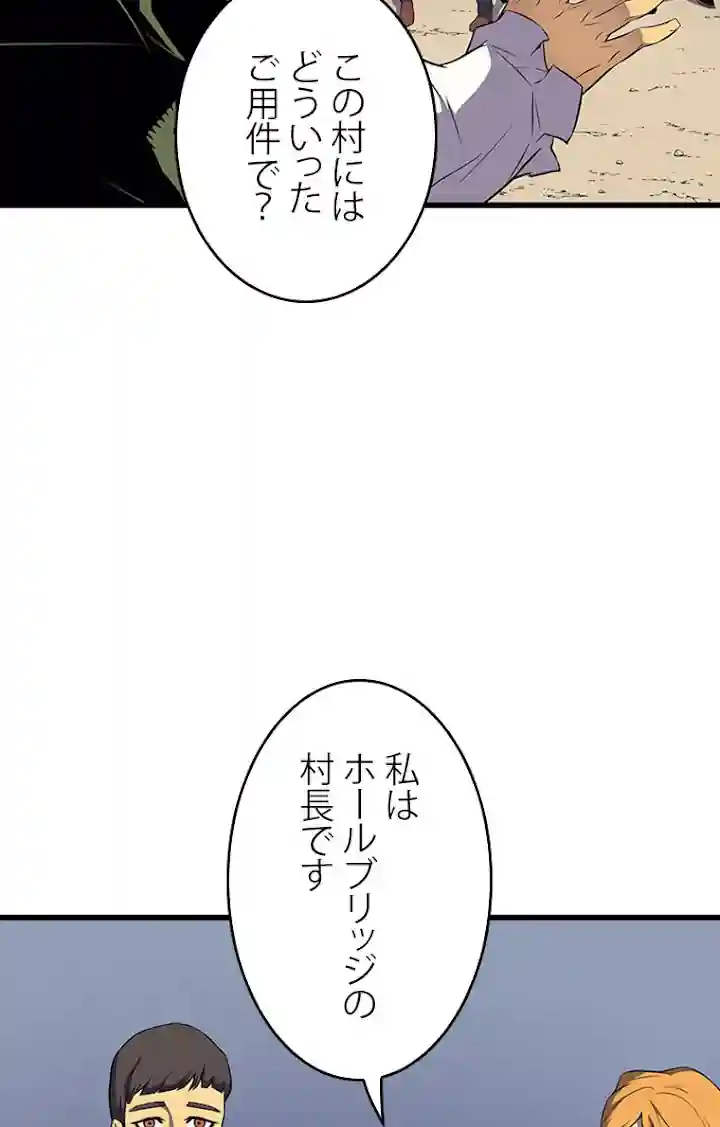 この村には
どういった
ご用件で?
私は
ホールブリッジの
村長です